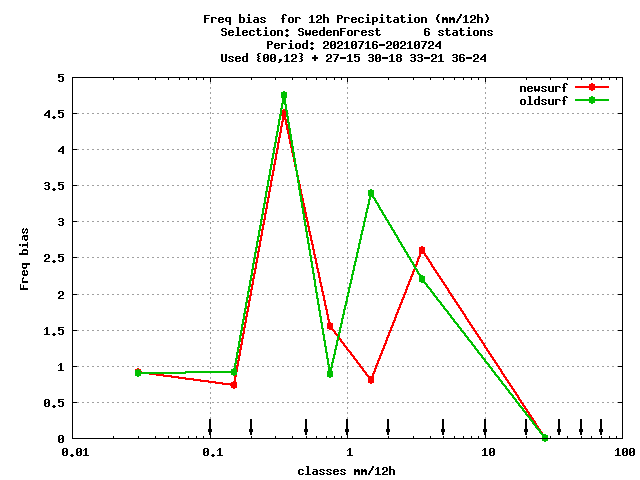 Freq bias  for 12h Precipitation (mm/12h)
Selection: SwedenForest      6 stations
Period: 20210716-20210724
Used {00,12} + 27-15 30-18 33-21 36-24
newsurf
oldsurf
5
4.5
4
3.5
3
2.5
2
1.5
1
0.5
0
Freq bias
0.01 0.1 1 10 100
classes mm/12h